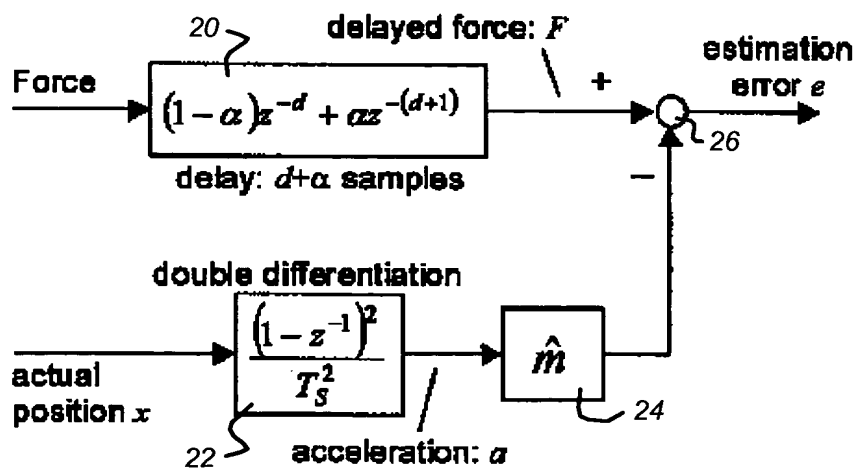 20
delayed force: F
estimation
error e
Force
(1 - α)z^{-d} + αz^{-(d+1)}
+
26
delay: d+α samples
−
double differentiation
(1 - z^{-1})^2
T_S^2
m̂
actual
position x
22
acceleration: a
24